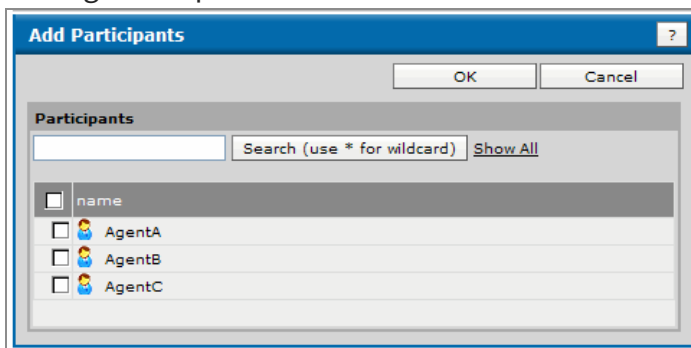 Add Participants ?
OK Cancel
Participants
Search (use * for wildcard) Show All
name
AgentA
AgentB
AgentC